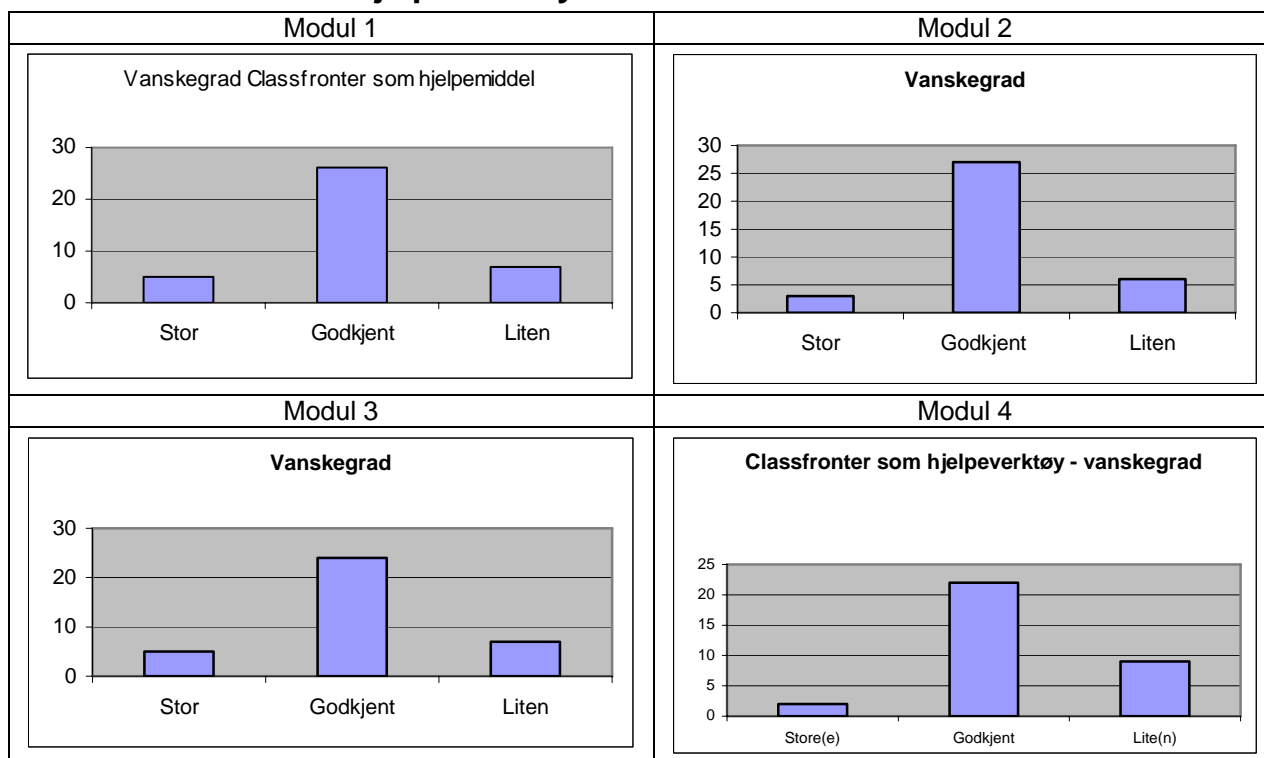 Modul 1
Modul 2
Vanskegrad Classfronter som hjelpemiddel
30
20
10
0
Stor Godkjent Liten
Vanskegrad
30
25
20
15
10
5
0
Stor Godkjent Liten
Modul 3
Modul 4
Vanskegrad
30
20
10
0
Stor Godkjent Liten
Classfronter som hjelpeverktøy - vanskegrad
25
20
15
10
5
0
Store(e) Godkjent Lite(n)